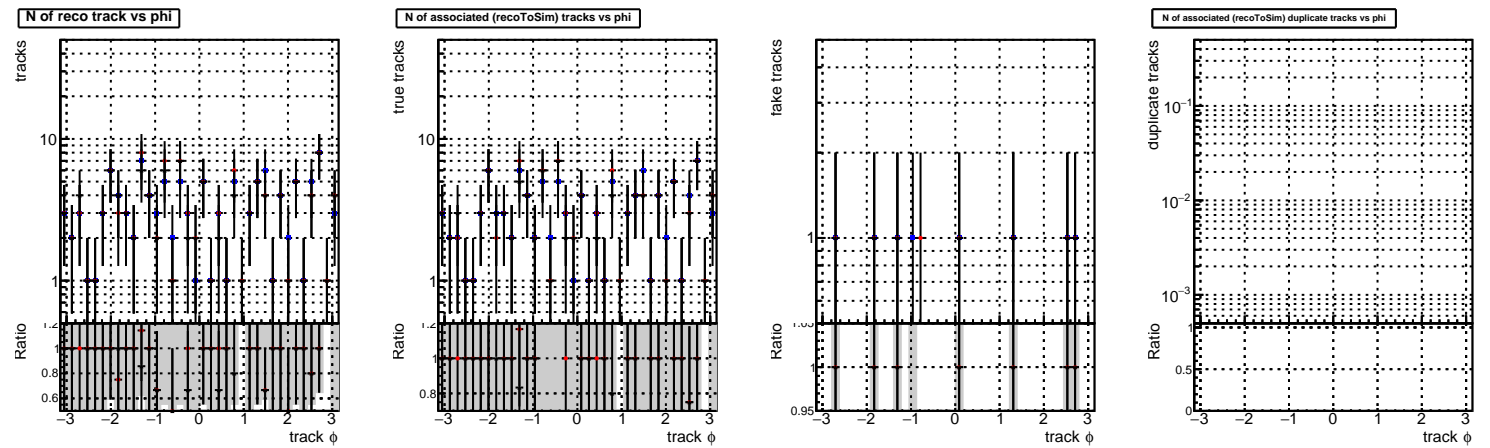 N of reco track vs phi
tracks
10
1
Ratio
1.2
1
0.8
0.6
−3 −2 −1 0 1 2 3
track ϕ
N of associated (recoToSim) tracks vs phi
true tracks
10
1
Ratio
1.2
1
0.8
−3 −2 −1 0 1 2 3
track ϕ
fake tracks
1
Ratio
1.05
1
0.95
−3 −2 −1 0 1 2 3
track ϕ
N of associated (recoToSim) duplicate tracks vs phi
duplicate tracks
10⁻¹
10⁻²
10⁻³
Ratio
1
0.5
0
−3 −2 −1 0 1 2 3
track ϕ